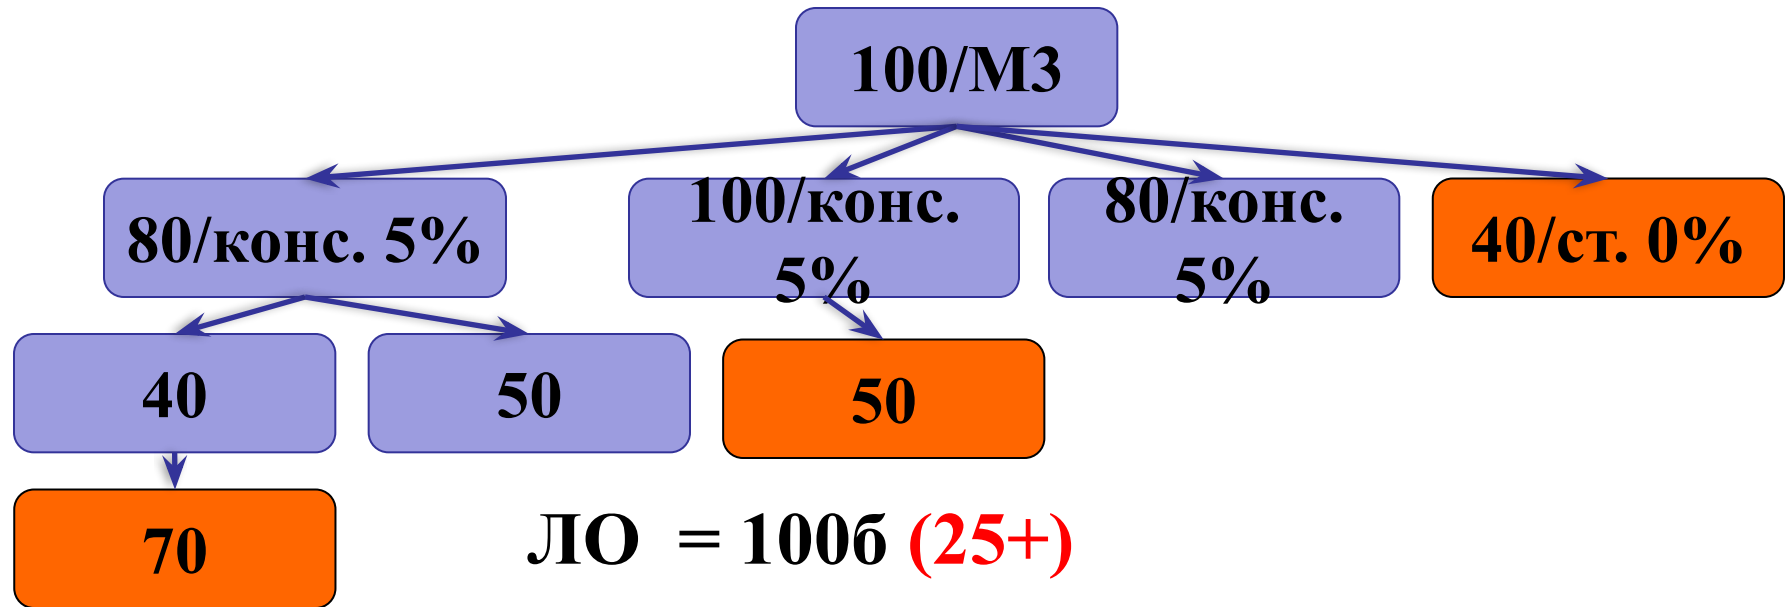 100/М3
80/конс. 5%
100/конс.
5%
80/конс.
5%
40/ст. 0%
40
50
50
70
ЛО = 100б (25+)